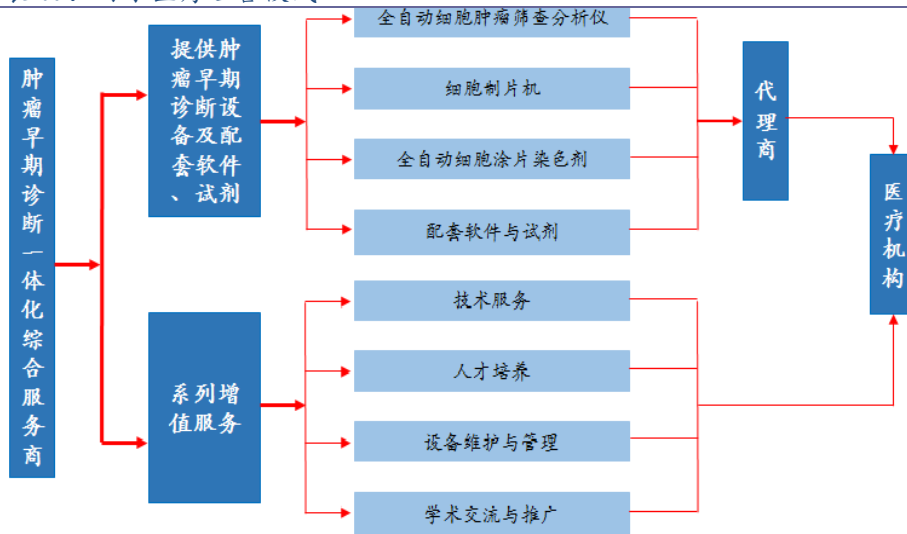 肿瘤早期诊断一体化综合服务商
提供肿
瘤早期
诊断设
备及配
套软件
、试剂
全自动细胞肿瘤筛查分析仪
细胞制片机
全自动细胞涂片染色剂
配套软件与试剂
代理商
医疗机构
系列增
值服务
技术服务
人才培养
设备维护与管理
学术交流与推广